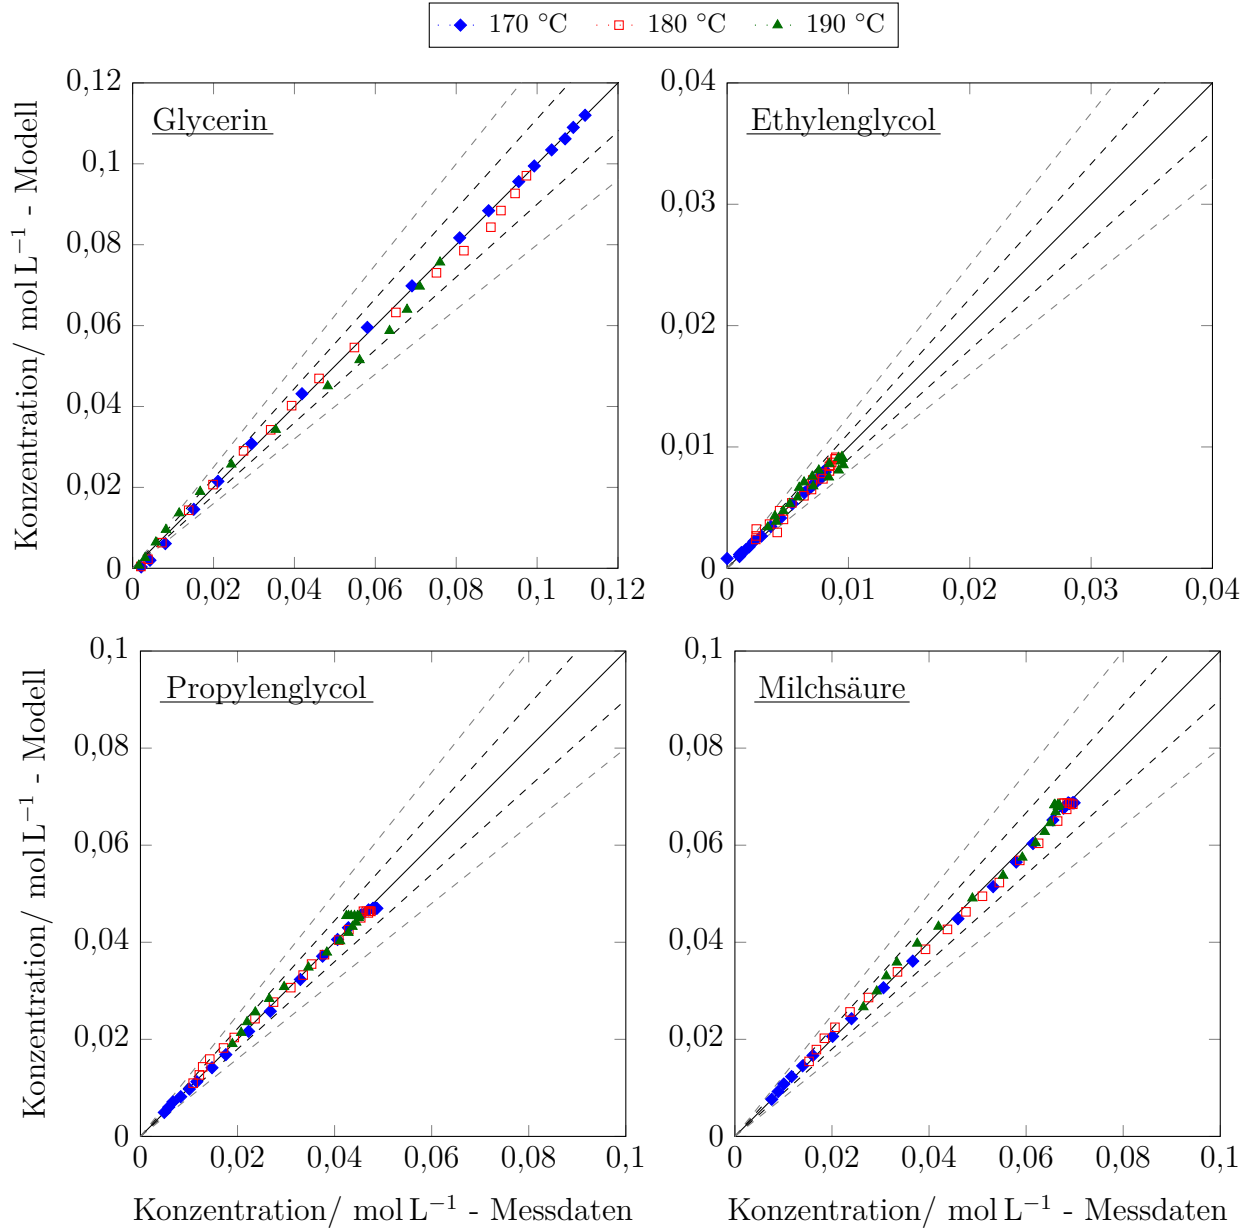 170 °C 180 °C 190 °C
Glycerin
Konzentration/ mol L⁻¹ - Modell
0,12
0,1
0,08
0,06
0,04
0,02
0
0 0,02 0,04 0,06 0,08 0,1 0,12
Ethylenglycol
0,04
0,03
0,02
0,01
0
0 0,01 0,02 0,03 0,04
Propylenglycol
Konzentration/ mol L⁻¹ - Modell
0,1
0,08
0,06
0,04
0,02
0
0 0,02 0,04 0,06 0,08 0,1
Konzentration/ mol L⁻¹ - Messdaten
Milchsäure
0,1
0,08
0,06
0,04
0,02
0
0 0,02 0,04 0,06 0,08 0,1
Konzentration/ mol L⁻¹ - Messdaten